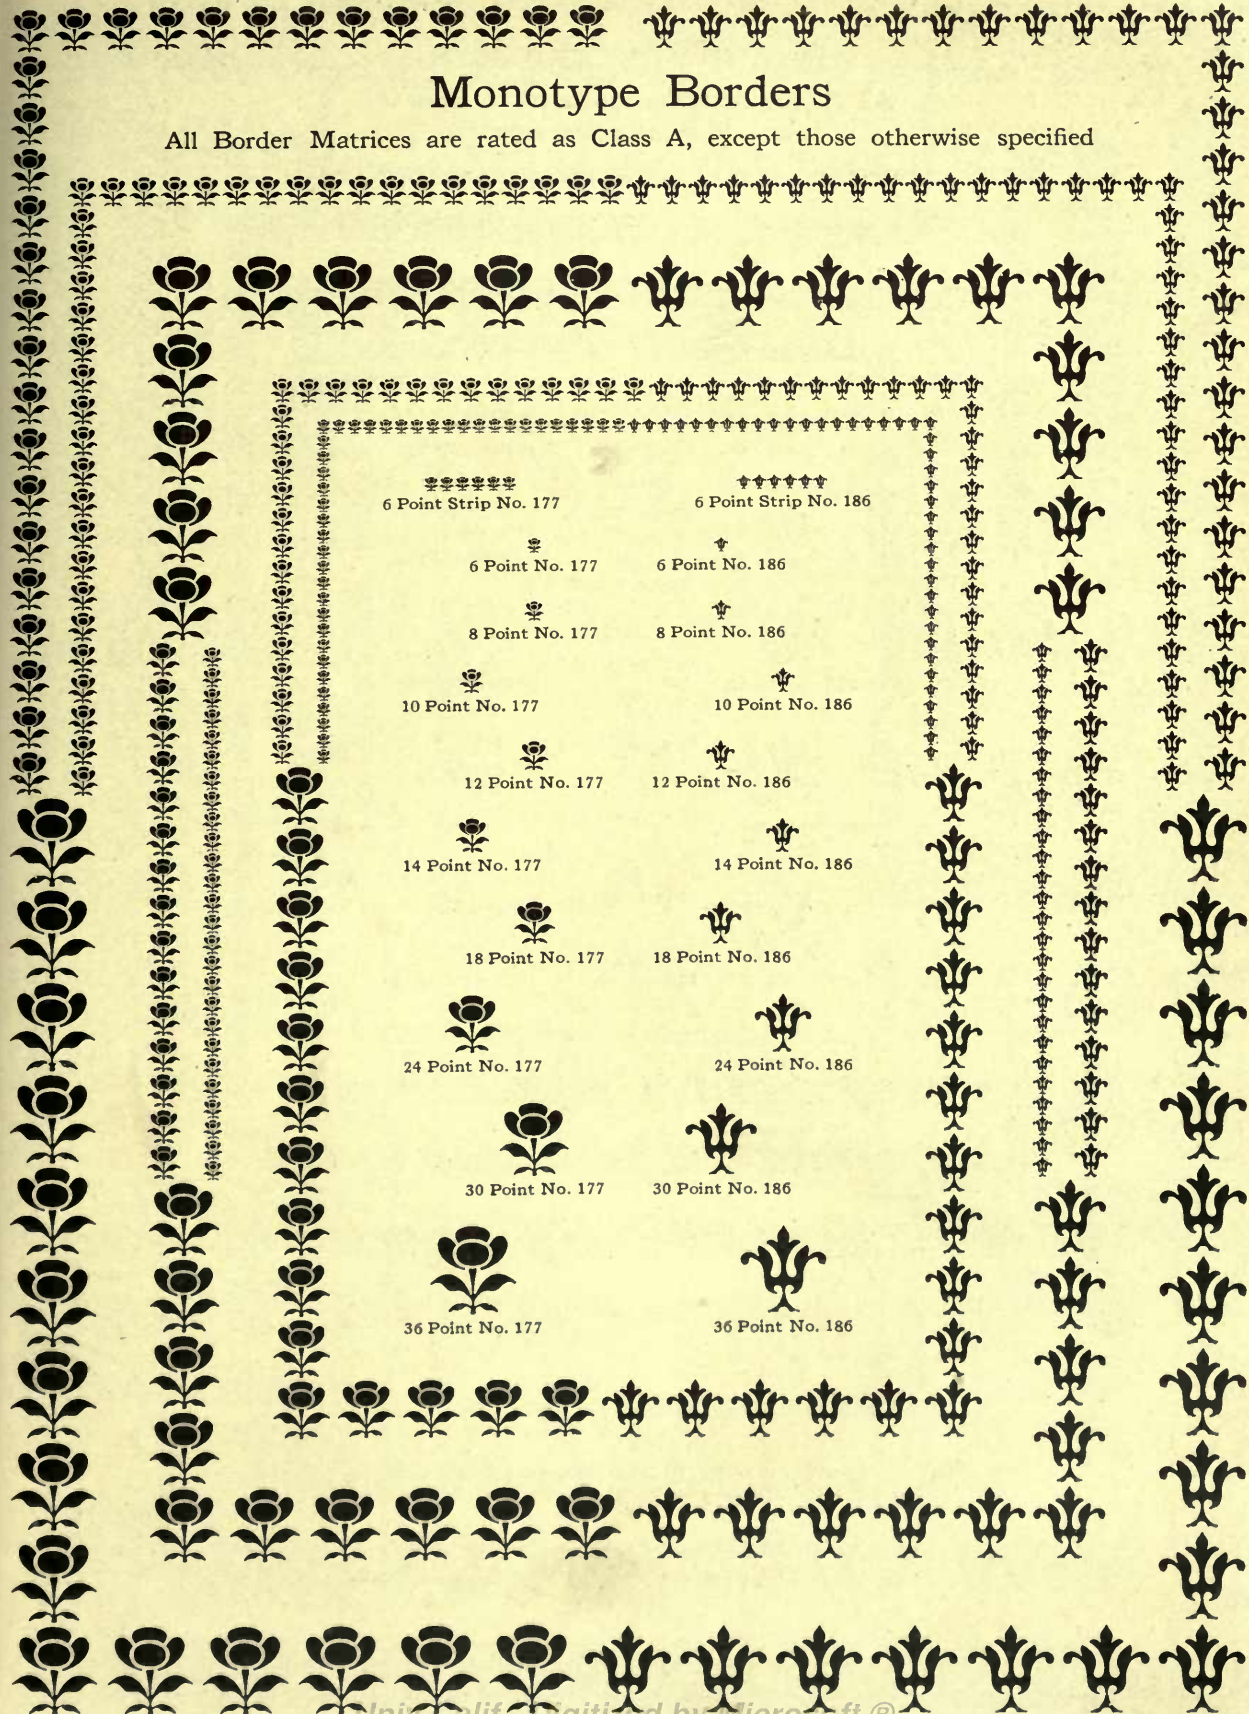 Monotype Borders
All Border Matrices are rated as Class A, except those otherwise specified
6 Point Strip No. 177 6 Point Strip No. 186
6 Point No. 177 6 Point No. 186
8 Point No. 177 8 Point No. 186
10 Point No. 177 10 Point No. 186
12 Point No. 177 12 Point No. 186
14 Point No. 177 14 Point No. 186
18 Point No. 177 18 Point No. 186
24 Point No. 177 24 Point No. 186
30 Point No. 177 30 Point No. 186
36 Point No. 177 36 Point No. 186